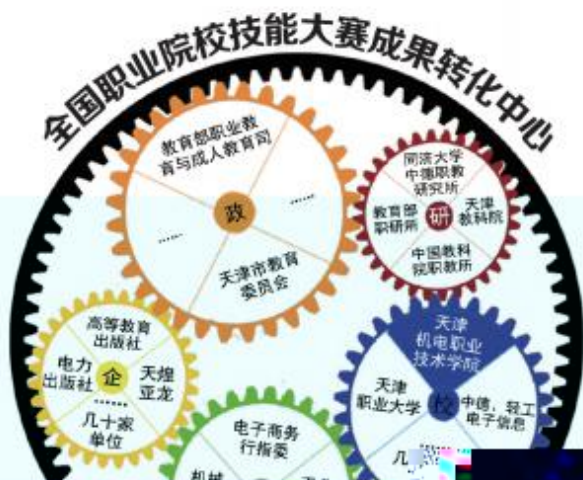 全国职业院校技能大赛成果转化中心
教育部职业教
育与成人教育司
政
......
......
天津市教育
委员会
同济大学
中德职教
研究所
教育部
职研所
研
天津
教科院
中国教科
院职教所
高等教育
出版社
电力
出版社
企
天煌
亚龙
......
几十家
单位
天津
机电职业
技术学院
天津
职业大学
校
中德、轻工
电子信息
几
电子商务
行指委
机械